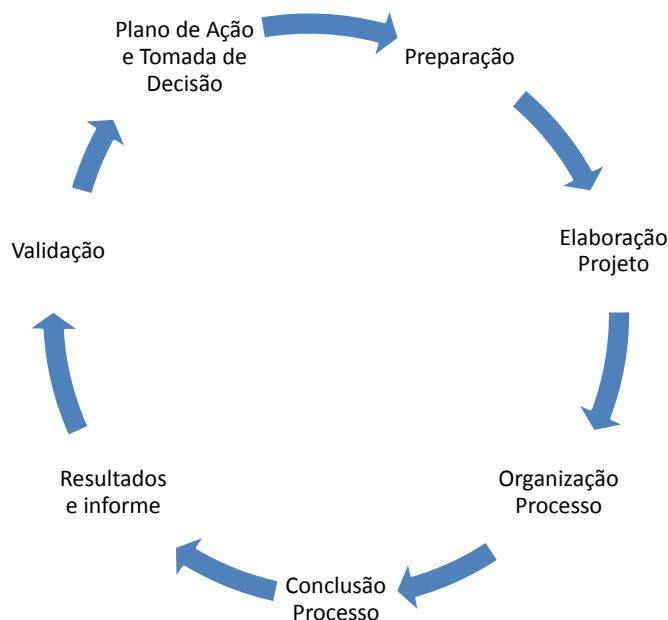 Plano de Ação
e Tomada de
Decisão
Preparação
Elaboração
Projeto
Organização
Processo
Conclusão
Processo
Resultados
e informe
Validação